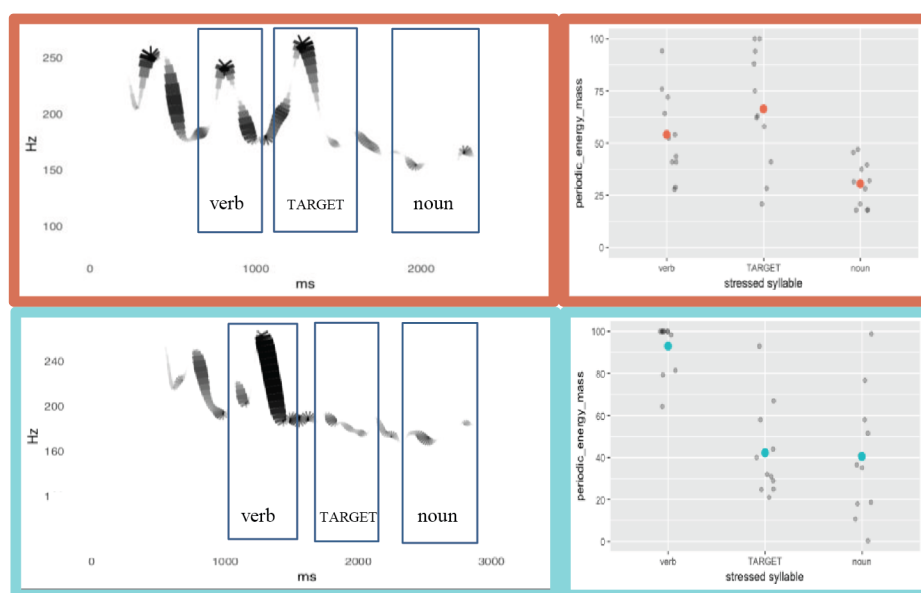 250
200
150
100
Hz
verb
TARGET
noun
0
1000
2000
ms
100
75
50
25
0
periodic_energy_mass
verb
TARGET
noun
stressed syllable
240
200
160
1
Hz
verb
TARGET
noun
0
1000
2000
3000
ms
100
80
60
40
20
0
periodic_energy_mass
verb
TARGET
noun
stressed syllable